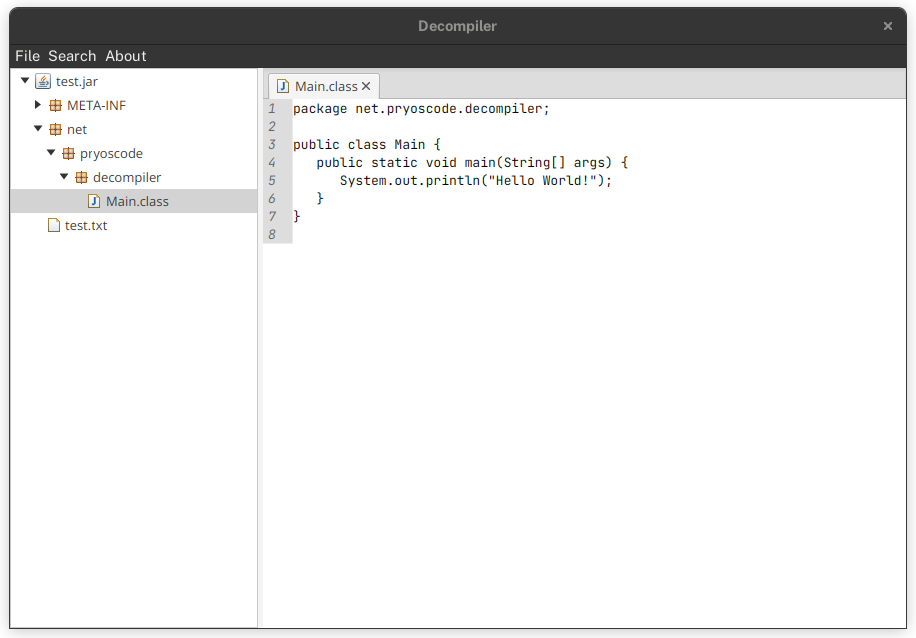 Decompiler
File Search About
test.jar
META-INF
net
pryoscode
decompiler
Main.class
test.txt
Main.class
1 package net.pryoscode.decompiler;
2
3 public class Main {
4    public static void main(String[] args) {
5       System.out.println("Hello World!");
6    }
7 }
8